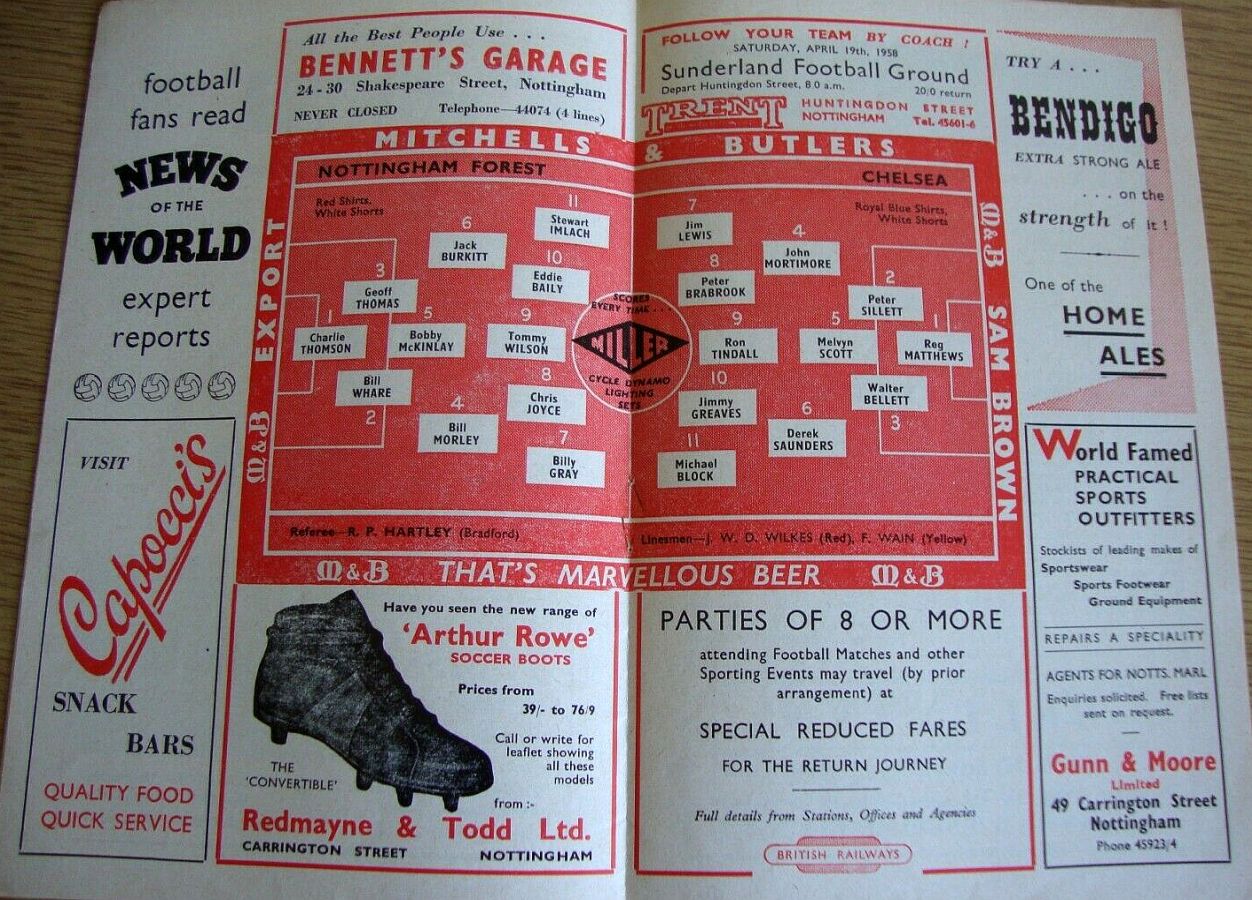 football
fans read
NEWS
OF THE
WORLD
expert
reports
VISIT
Capocci's
SNACK
BARS
QUALITY FOOD
QUICK SERVICE
All the Best People Use . . .
BENNETT'S GARAGE
24 - 30 Shakespeare Street, Nottingham
NEVER CLOSED Telephone—44074 (4 lines)
FOLLOW YOUR TEAM BY COACH !
SATURDAY, APRIL 19th, 1958
Sunderland Football Ground
Depart Huntingdon Street, 8.0 a.m. 20/0 return
TRENT
HUNTINGDON STREET
NOTTINGHAM Tel. 45601-6
MITCHELLS & BUTLERS
M&B EXPORT
NOTTINGHAM FOREST
Red Shirts,
White Shorts
11
Stewart
IMLACH
6
Jack
BURKITT
10
Eddie
BAILY
3
Geoff
THOMAS
1
Charlie
THOMSON
5
Bobby
McKINLAY
9
Tommy
WILSON
Bill
WHARE
2
8
Chris
JOYCE
4
Bill
MORLEY
7
Billy
GRAY
SCORES
EVERY TIME . . .
MILLER
CYCLE DYNAMO
LIGHTING
SETS
CHELSEA
Royal Blue Shirts,
White Shorts
7
Jim
LEWIS
4
John
MORTIMORE
8
Peter
BRABROOK
2
Peter
SILLETT
9
Ron
TINDALL
5
Melvyn
SCOTT
1
Reg
MATTHEWS
10
Jimmy
GREAVES
Walter
BELLETT
3
6
Derek
SAUNDERS
11
Michael
BLOCK
M&B SAM BROWN
Referee—R. P. HARTLEY (Bradford)
Linesmen—J. W. D. WILKES (Red), F. WAIN (Yellow)
M&B THAT'S MARVELLOUS BEER M&B
Have you seen the new range of
'Arthur Rowe'
SOCCER BOOTS
Prices from
39/- to 76/9
Call or write for
leaflet showing
all these
models
THE
'CONVERTIBLE'
from :-
Redmayne & Todd Ltd.
CARRINGTON STREET NOTTINGHAM
PARTIES OF 8 OR MORE
attending Football Matches and other
Sporting Events may travel (by prior
arrangement) at
SPECIAL REDUCED FARES
FOR THE RETURN JOURNEY
Full details from Stations, Offices and Agencies
BRITISH RAILWAYS
TRY A . . .
BENDIGO
EXTRA STRONG ALE
. . . on the
strength of it !
One of the
HOME
ALES
World Famed
PRACTICAL
SPORTS
OUTFITTERS
Stockists of leading makes of
Sportswear
Sports Footwear
Ground Equipment
REPAIRS A SPECIALITY
AGENTS FOR NOTTS. MARL
Enquiries solicited. Free lists
sent on request.
Gunn & Moore
Limited
49 Carrington Street
Nottingham
Phone 45923/4